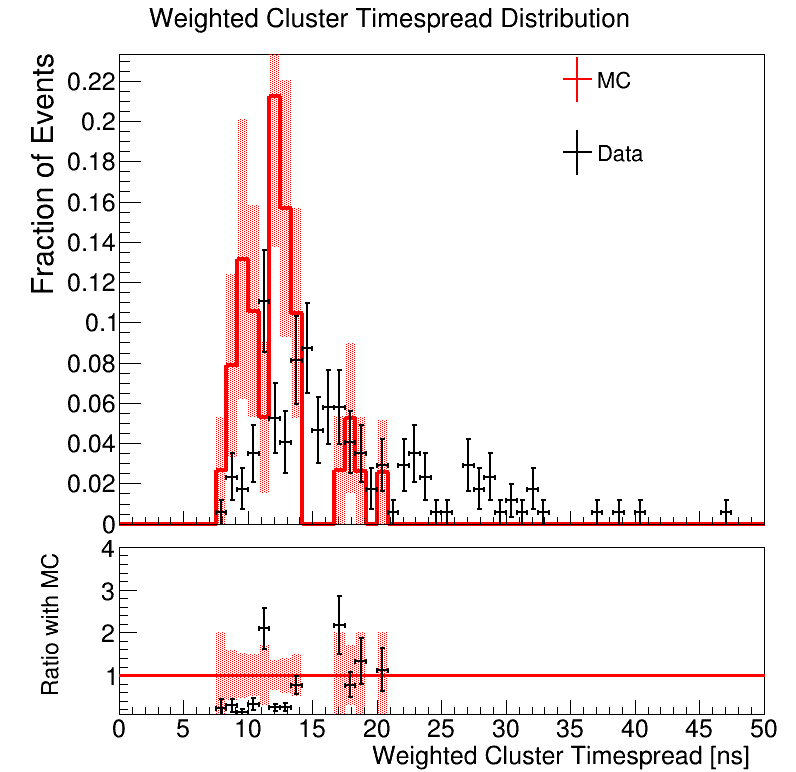 Weighted Cluster Timespread Distribution
Fraction of Events
0.22
0.2
0.18
0.16
0.14
0.12
0.1
0.08
0.06
0.04
0.02
0
MC
Data
Ratio with MC
4
3
2
1
0 5 10 15 20 25 30 35 40 45 50
Weighted Cluster Timespread [ns]